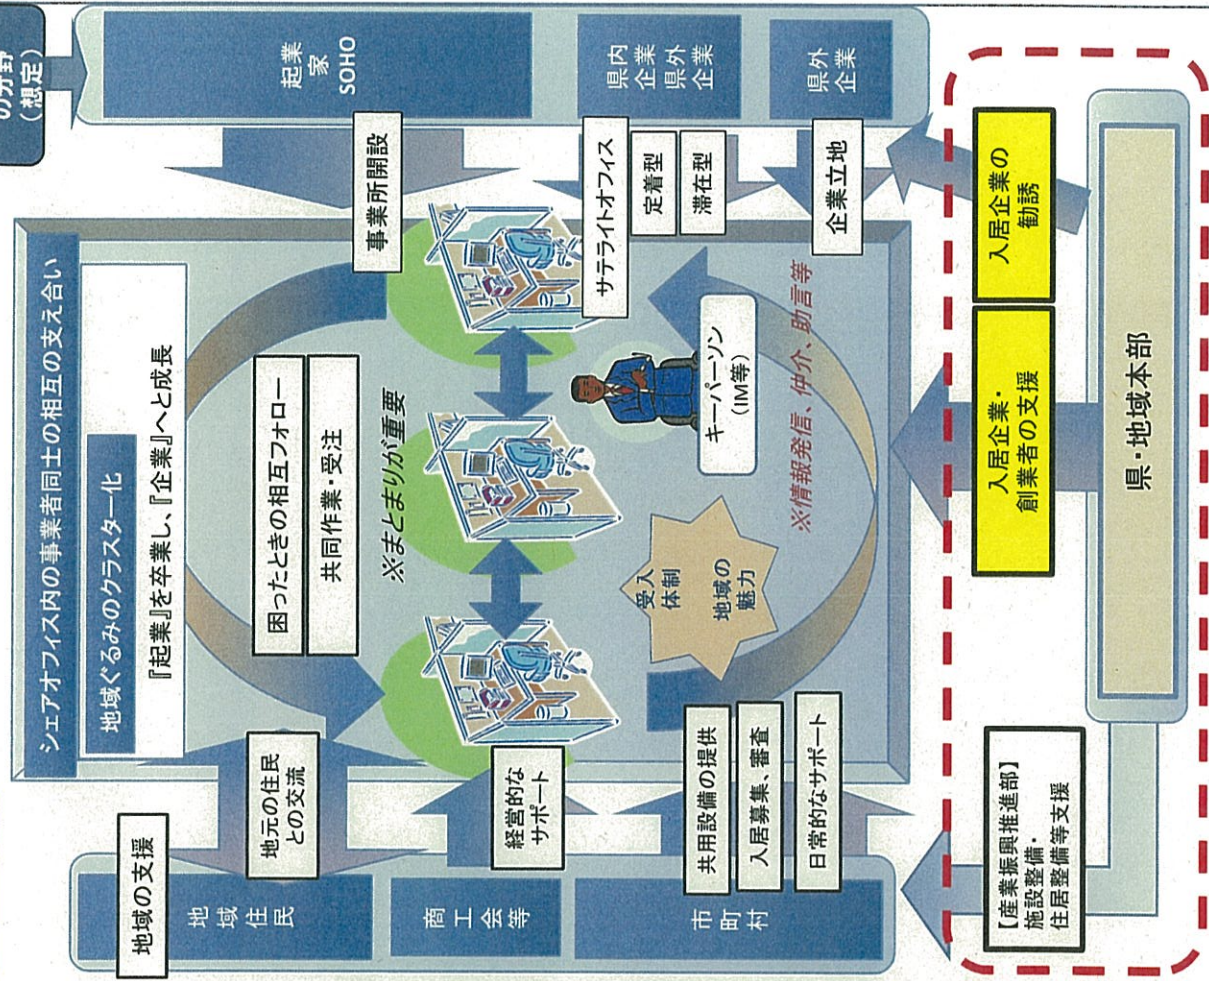 の分野
(想定)
シェアオフィス内の事業者同士の相互の支え合い
地域ぐるみのクラスター化
『起業』を卒業し、『企業』へと成長
地域の支援
地域
住民
地元の住民
との交流
商工会等
経営的な
サポート
市町村
共用設備の提供
入居募集、審査
日常的なサポート
困ったときの相互フォロー
共同作業・受注
※まとまりが重要
受入
体制
地域の
魅力
キーパーソン
(IM等)
※情報発信、仲介、助言等
起業
家
SOHO
事業所開設
県内
企業
県外
企業
サテライトオフィス
定着型
滞在型
県外
企業
企業立地
【産業振興推進部】
施設整備・
住居整備等支援
入居企業・
創業者の支援
入居企業の
勧誘
県・地域本部